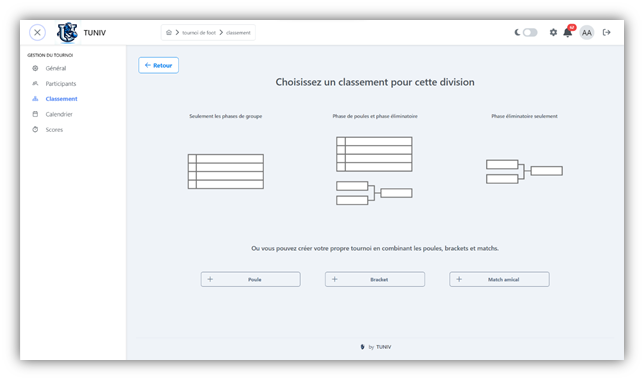 TUNIV
tournoi de foot
classement
AA
GESTION DU TOURNOI
Général
Participants
Classement
Calendrier
Scores
Retour
Choisissez un classement pour cette division
Seulement les phases de groupe
Phase de poules et phase éliminatoire
Phase éliminatoire seulement
Ou vous pouvez créer votre propre tournoi en combinant les poules, brackets et matchs.
Poule
Bracket
Match amical
by TUNIV